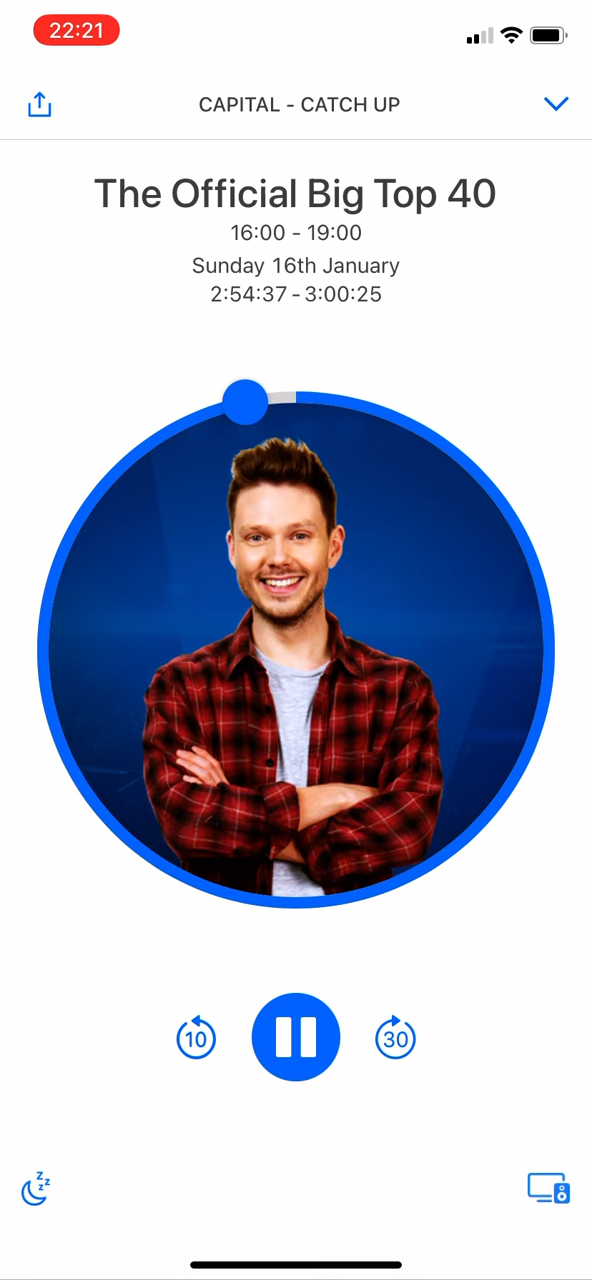 22:21
CAPITAL - CATCH UP
The Official Big Top 40
16:00 - 19:00
Sunday 16th January
2:54:37 - 3:00:25
10
30
z z z